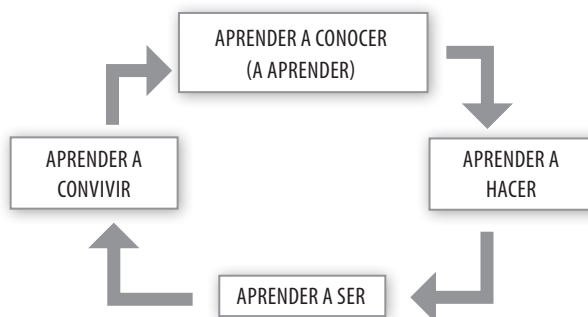 APRENDER A CONOCER
(A APRENDER)
APRENDER A
CONVIVIR
APRENDER A
HACER
APRENDER A SER